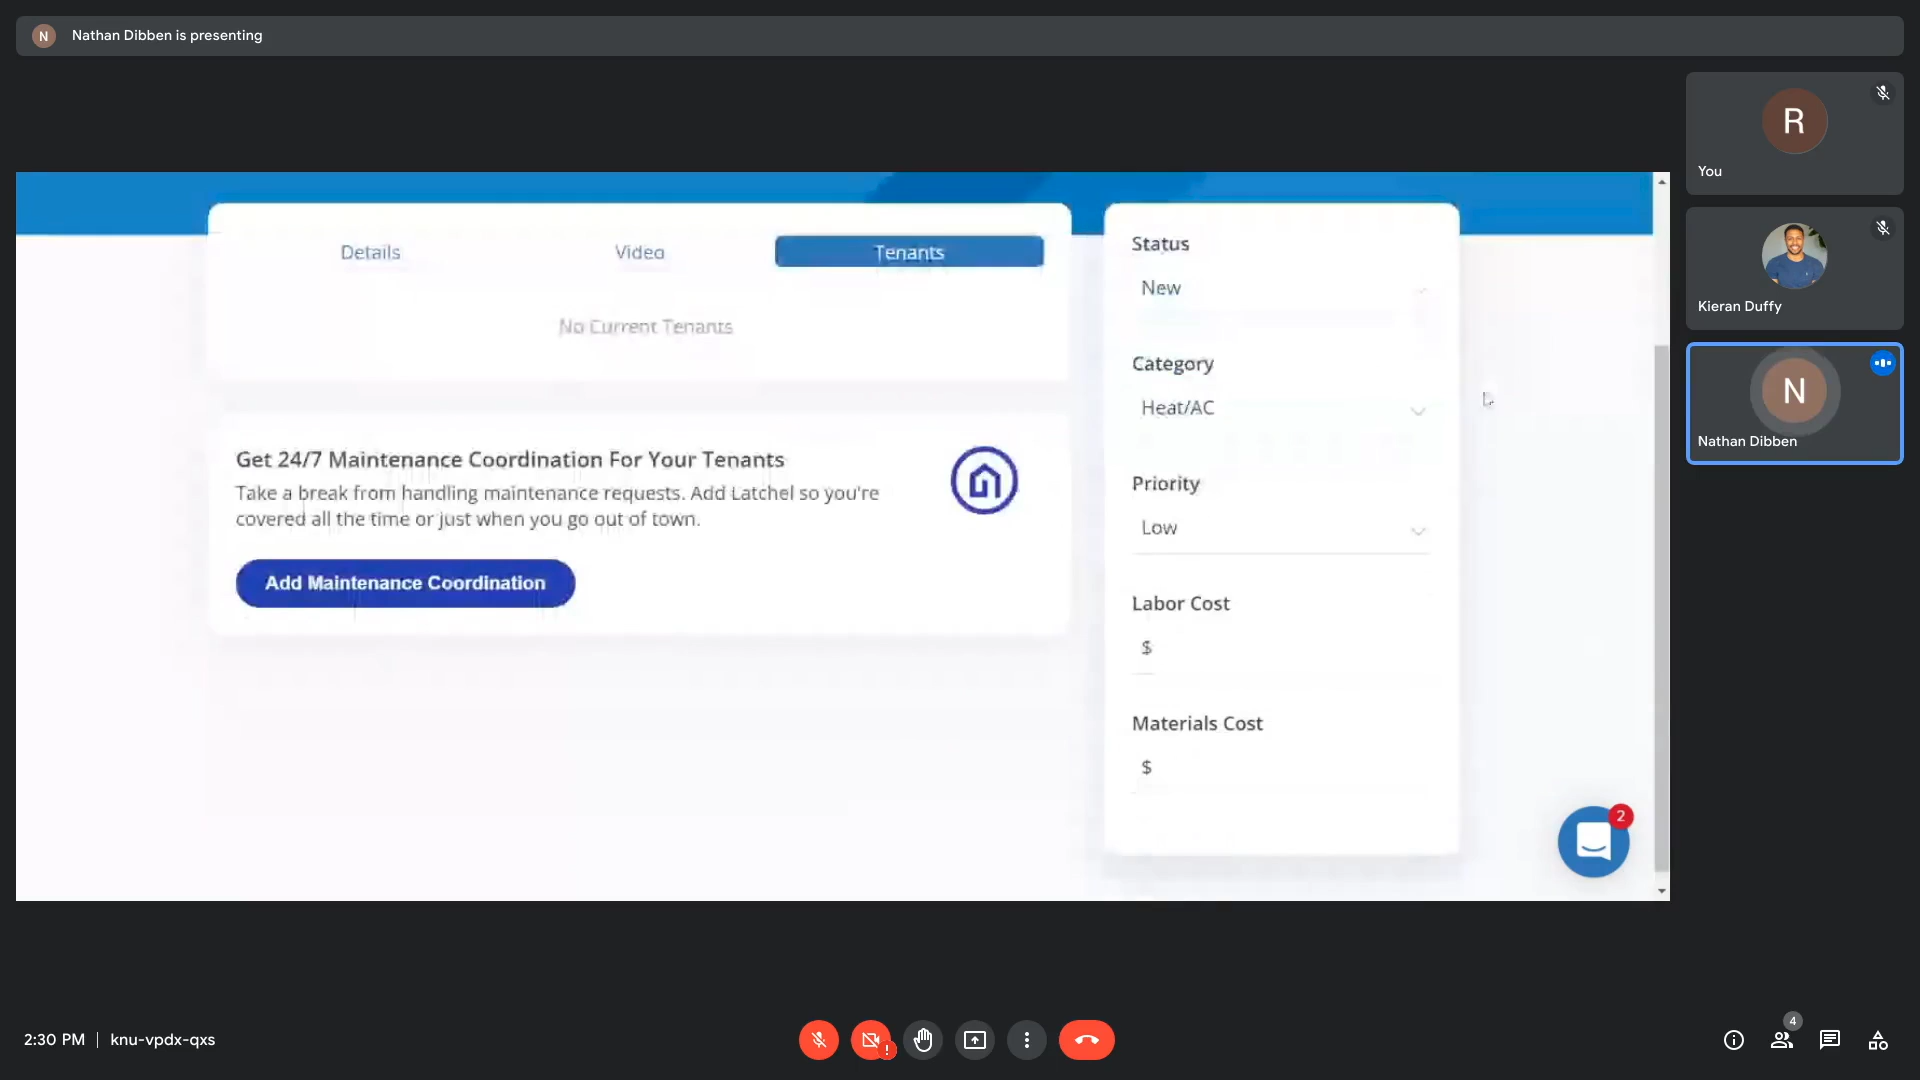 N
Nathan Dibben is presenting
R
You
Kieran Duffy
N
Nathan Dibben
Details
Video
Tenants
No Current Tenants
Get 24/7 Maintenance Coordination For Your Tenants
Take a break from handling maintenance requests. Add Latchel so you're
covered all the time or just when you go out of town.
Add Maintenance Coordination
Status
New
Category
Heat/AC
Priority
Low
Labor Cost
$
Materials Cost
$
2
2:30 PM
knu-vpdx-qxs
!
4